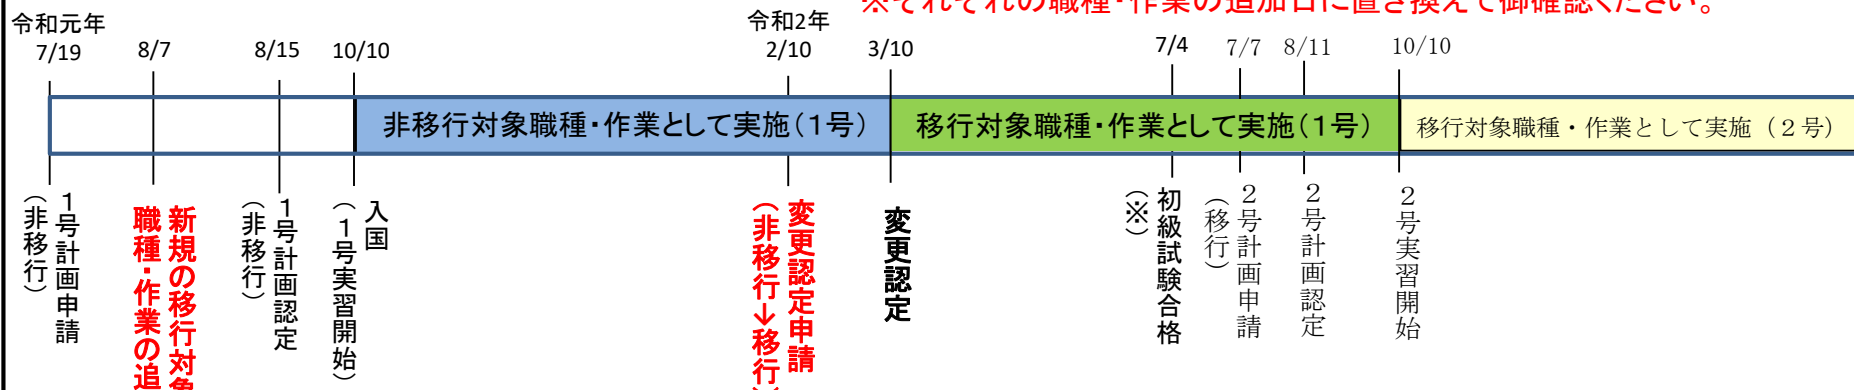 ※それぞれの職種・作業の追加日に置き換えて御確認ください。
令和元年
7/19
8/7
8/15
10/10
令和2年
2/10
3/10
7/4
7/7
8/11
10/10
非移行対象職種・作業として実施(1号)
移行対象職種・作業として実施(1号)
移行対象職種・作業として実施（２号）
１号計画申請
（非移行）
新規の移行対象
職種・作業の追
１号計画認定
（非移行）
入国
（１号実習開始）
変更認定申請
（非移行→移行）
変更認定
初級試験合格
（※）
２号計画申請
（移行）
２号計画認定
２号実習開始